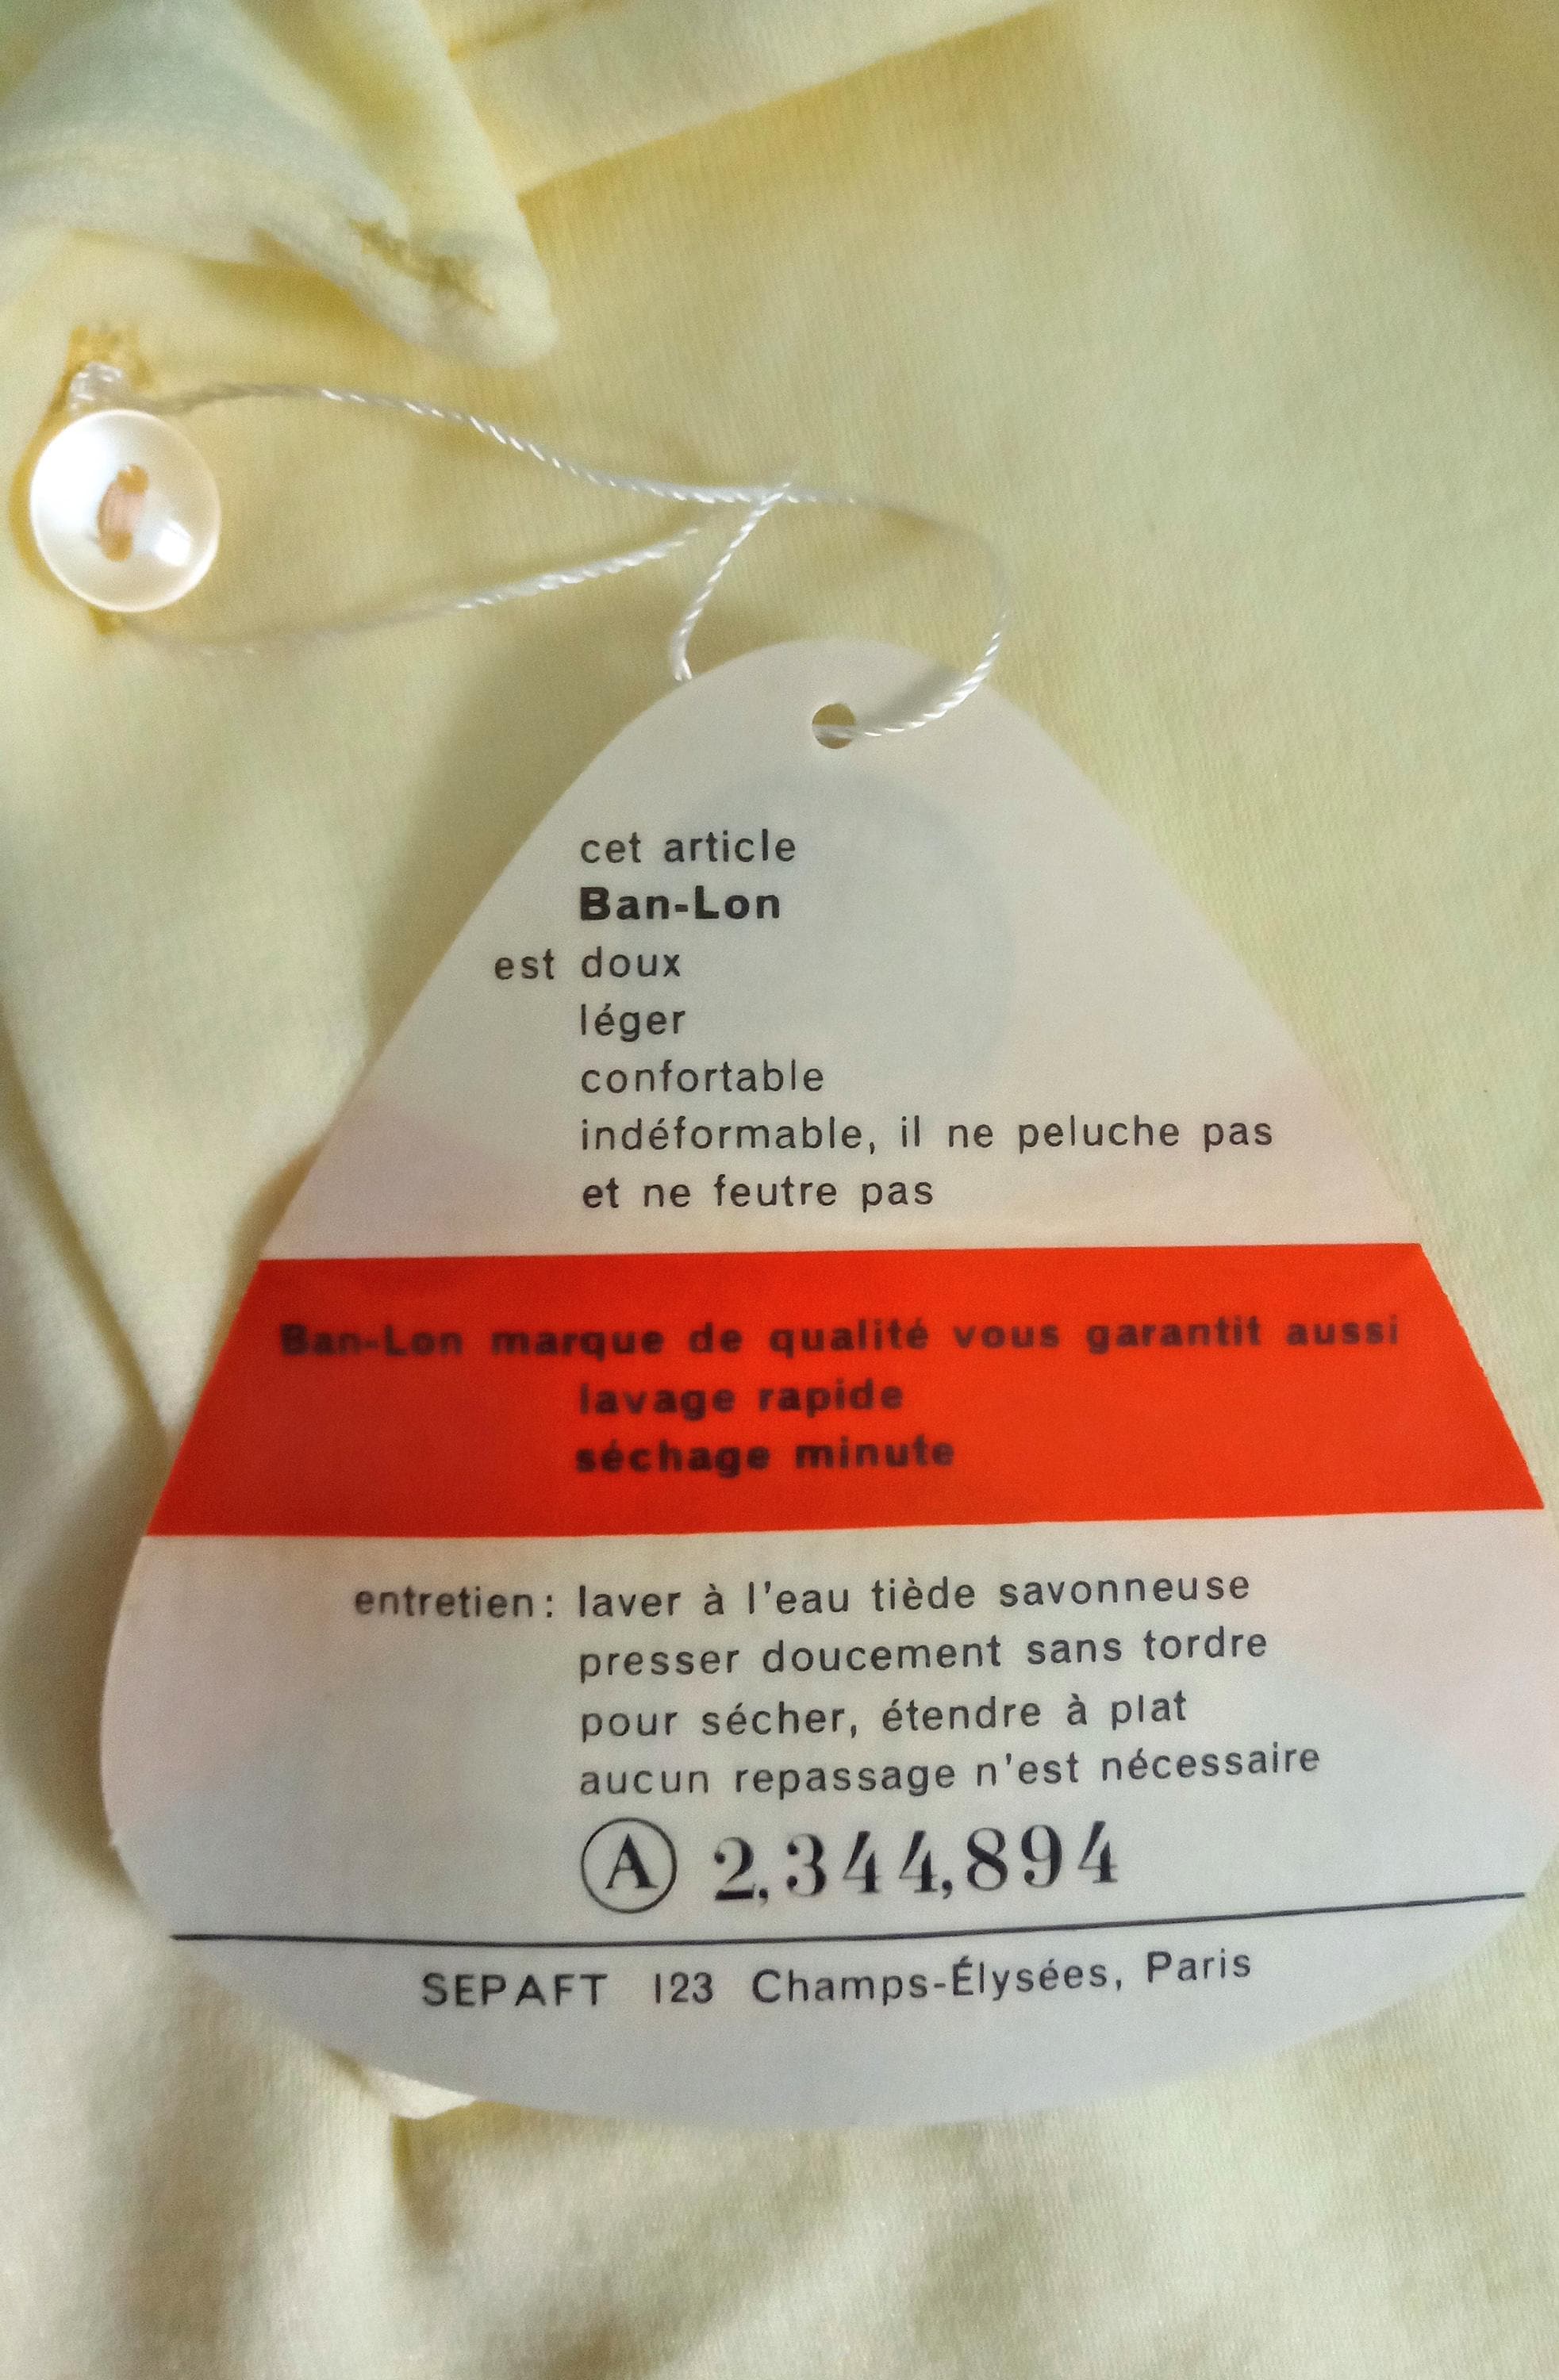 cet article
Ban-Lon
est doux
léger
confortable
indéformable, il ne peluche pas
et ne feutre pas
Ban-Lon marque de qualité vous garantit aussi
lavage rapide
séchage minute
entretien: laver à l'eau tiède savonneuse
presser doucement sans tordre
pour sécher, étendre à plat
aucun repassage n'est nécessaire
Ⓐ 2,344,894
SEPAFT 123 Champs-Élysées, Paris